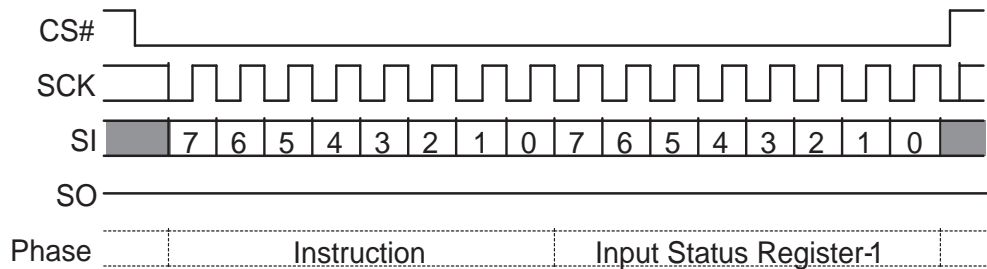 CS#
SCK
SI 7 6 5 4 3 2 1 0 7 6 5 4 3 2 1 0
SO
Phase Instruction Input Status Register-1